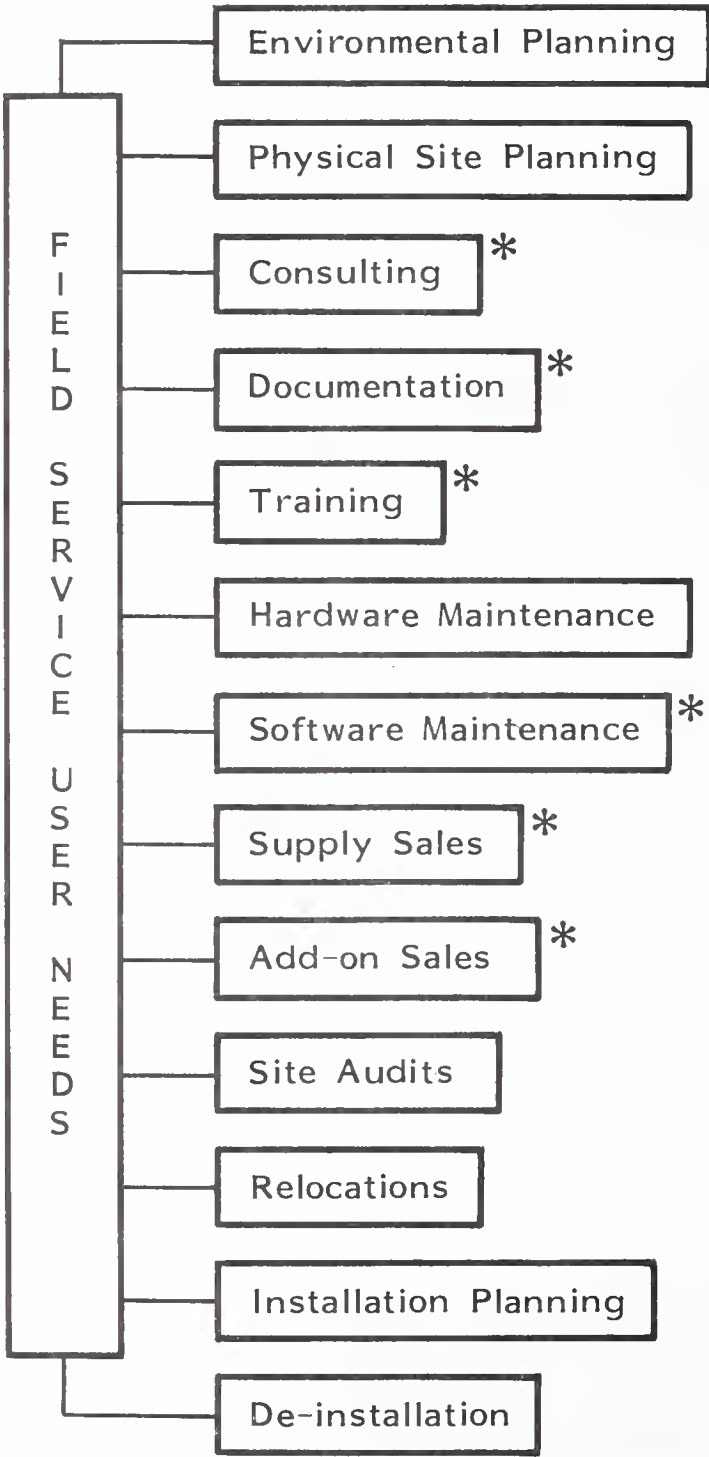 Environmental Planning
Physical Site Planning
Consulting *
Documentation *
Training *
Hardware Maintenance
Software Maintenance *
Supply Sales *
Add-on Sales *
Site Audits
Relocations
Installation Planning
De-installation
FIELD SERVICE USER NEEDS